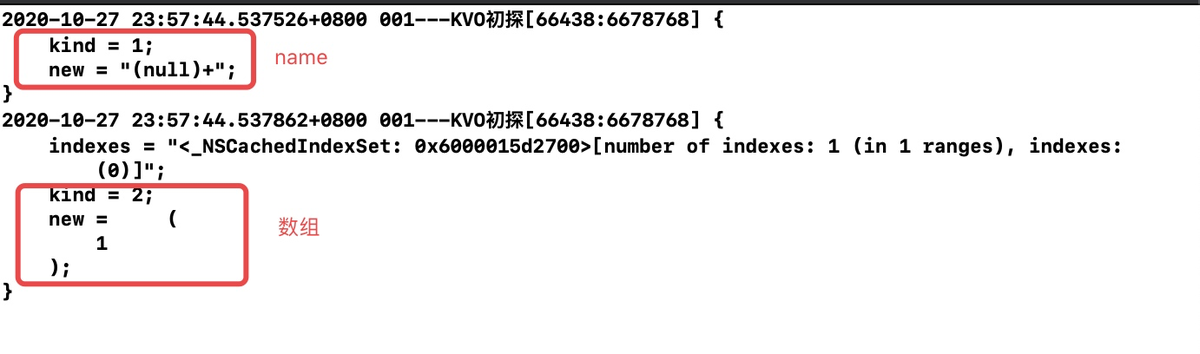 2020-10-27 23:57:44.537526+0800 001---KVO初探[66438:6678768] {
kind = 1;
name
new = "(null)+";
}
2020-10-27 23:57:44.537862+0800 001---KVO初探[66438:6678768] {
indexes = "<_NSCachedIndexSet: 0x6000015d2700>[number of indexes: 1 (in 1 ranges), indexes:
(0)]";
kind = 2;
new =     (
数组
1
);
}